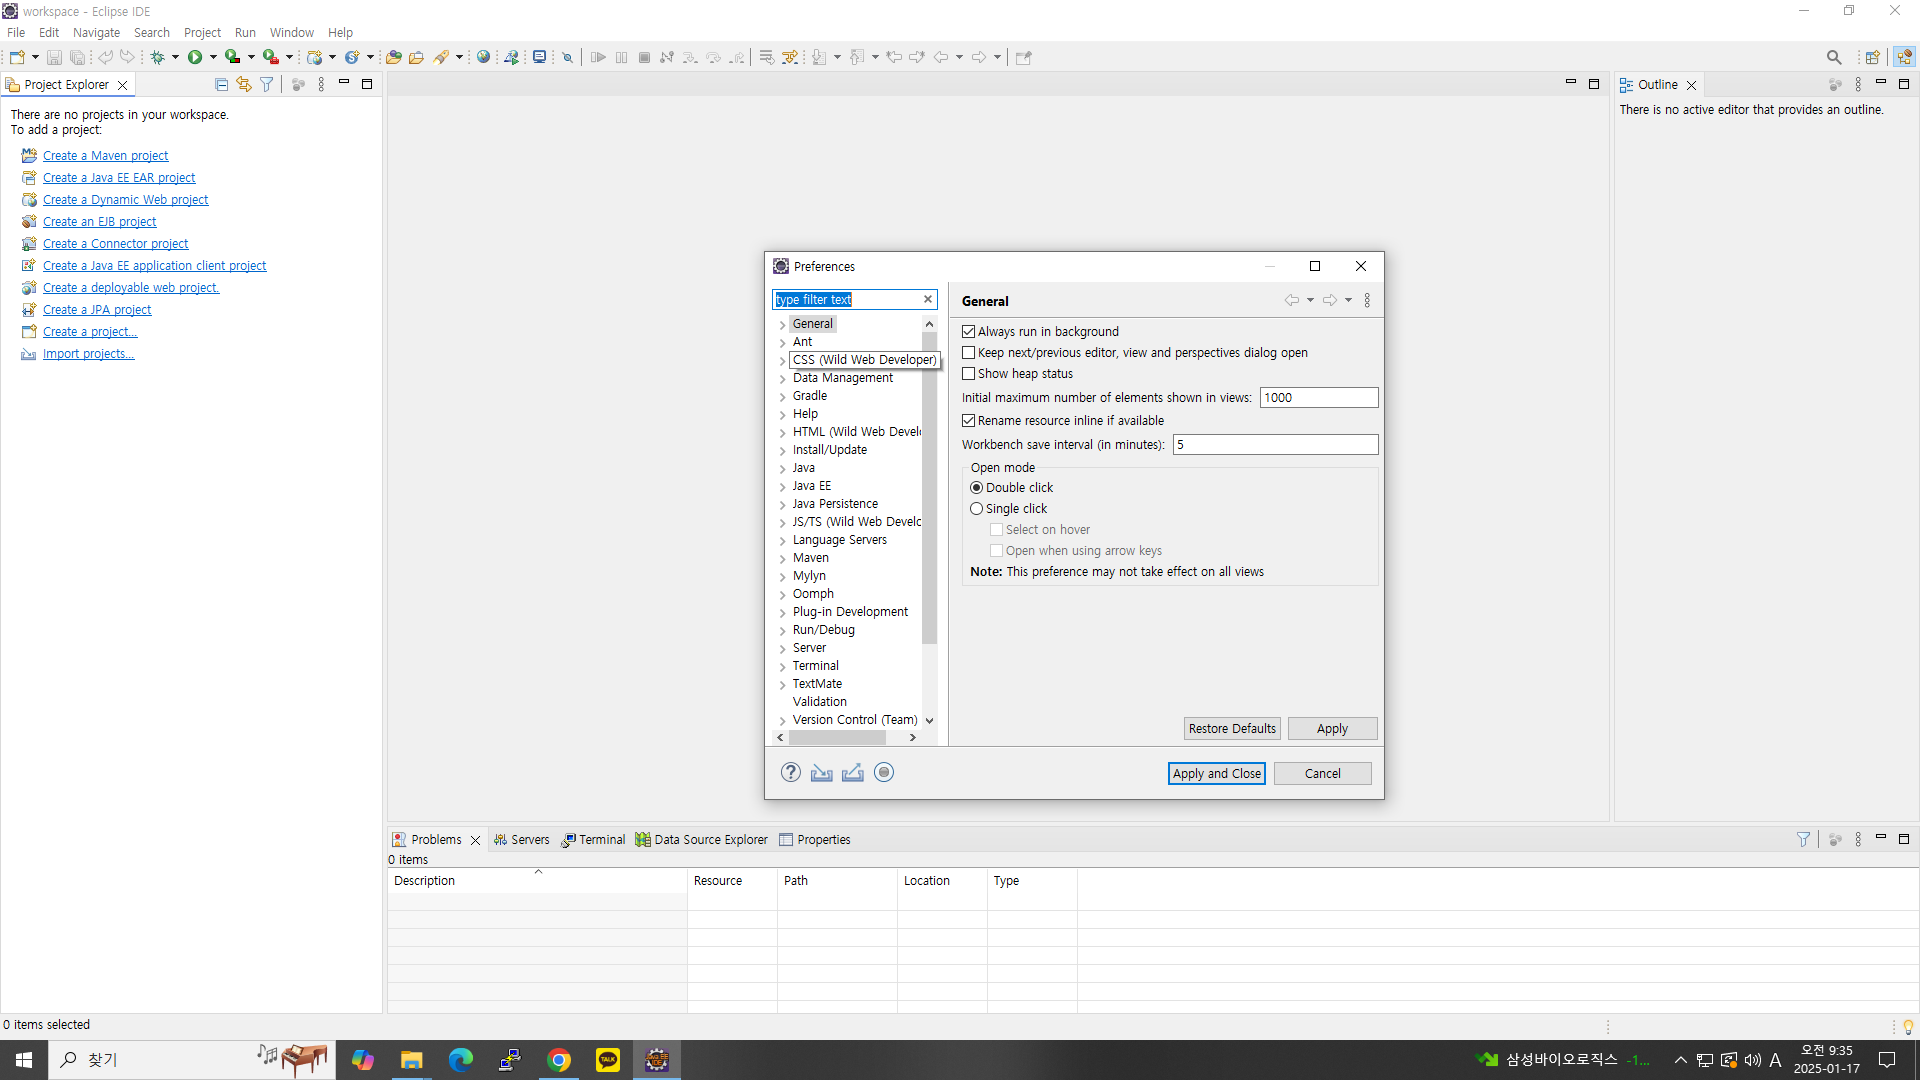 workspace - Eclipse IDE
File Edit Navigate Search Project Run Window Help
Project Explorer
There are no projects in your workspace.
To add a project:
Create a Maven project
Create a Java EE EAR project
Create a Dynamic Web project
Create an EJB project
Create a Connector project
Create a Java EE application client project
Create a deployable web project.
Create a JPA project
Create a project...
Import projects...
Outline
There is no active editor that provides an outline.
Preferences
type filter text
General
Ant
CSS (Wild Web Developer)
Data Management
Gradle
Help
HTML (Wild Web Develo
Install/Update
Java
Java EE
Java Persistence
JS/TS (Wild Web Develo
Language Servers
Maven
Mylyn
Oomph
Plug-in Development
Run/Debug
Server
Terminal
TextMate
Validation
Version Control (Team)
General
Always run in background
Keep next/previous editor, view and perspectives dialog open
Show heap status
Initial maximum number of elements shown in views: 1000
Rename resource inline if available
Workbench save interval (in minutes): 5
Open mode
Double click
Single click
Select on hover
Open when using arrow keys
Note: This preference may not take effect on all views
Restore Defaults Apply
Apply and Close Cancel
Problems Servers Terminal Data Source Explorer Properties
0 items
Description Resource Path Location Type
0 items selected
찾기
TALK
Java EE
IDE
삼성바이오로직스 -1...
A
오전 9:35
2025-01-17